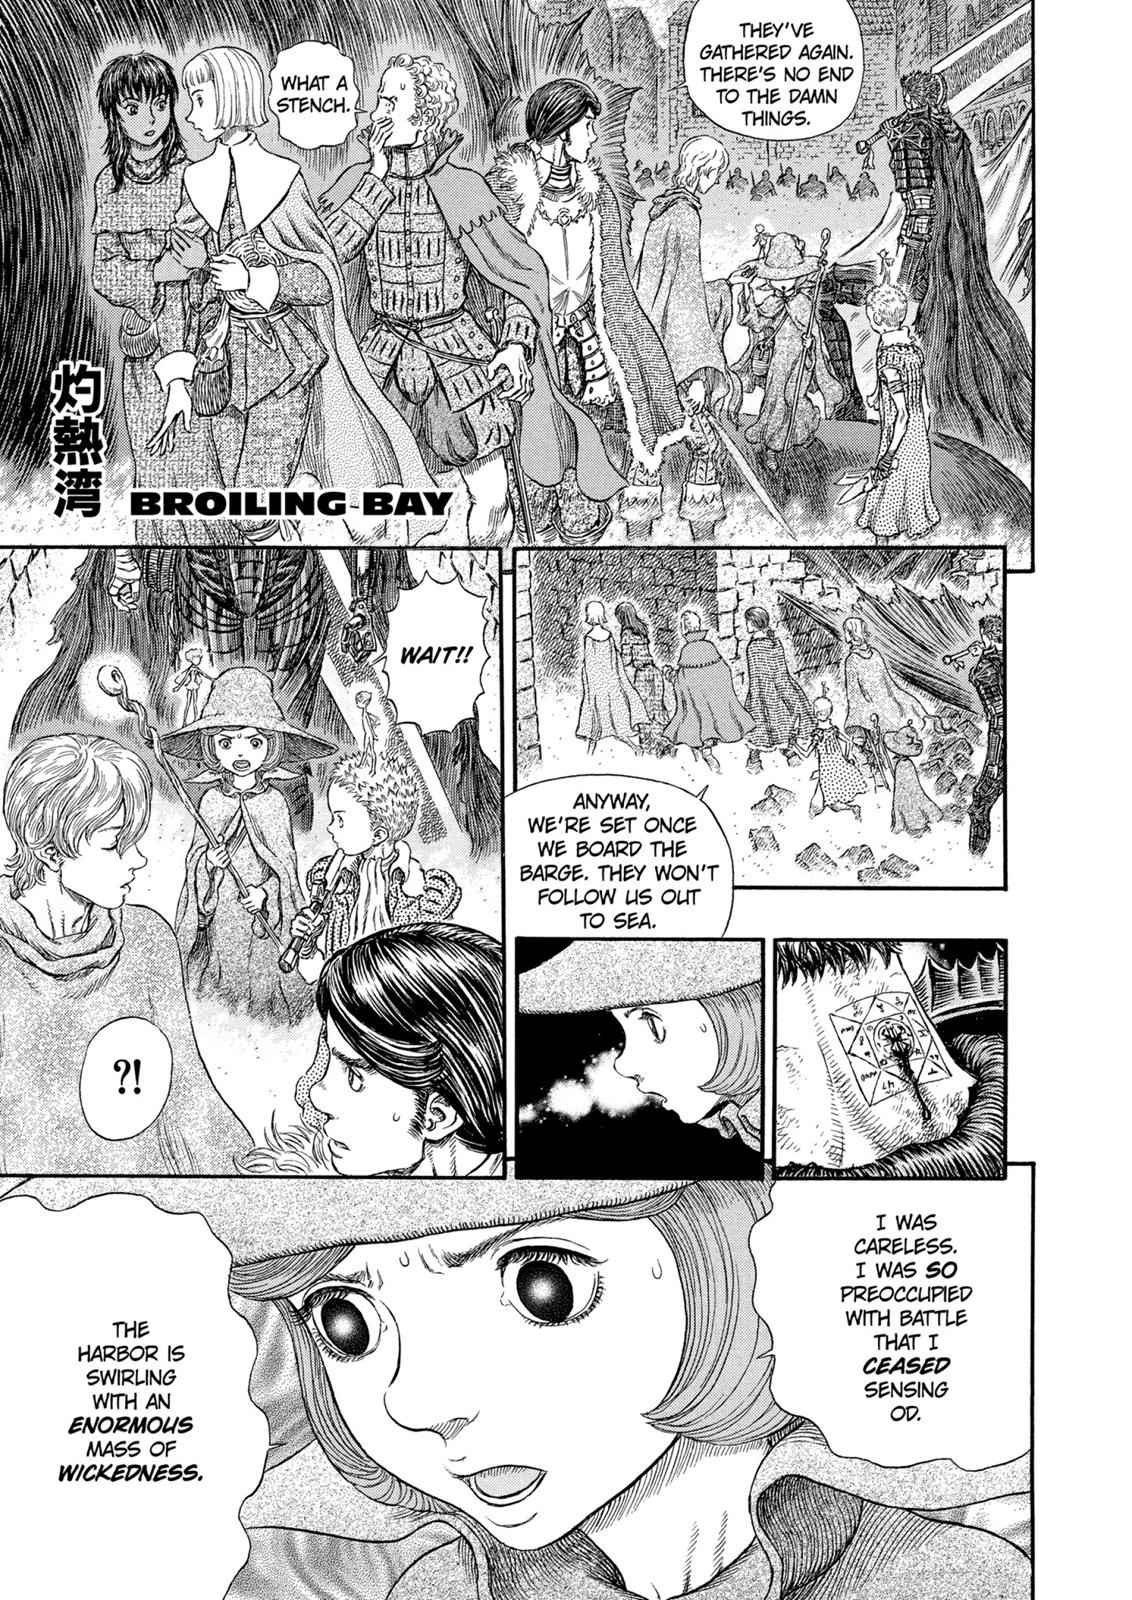 THEY'VE
GATHERED AGAIN.
THERE'S NO END
TO THE DAMN
THINGS.
WHAT A
STENCH.
灼熱湾
BROILING BAY
ANYWAY,
WE'RE SET ONCE
WE BOARD THE
BARGE. THEY WON'T
FOLLOW US OUT
TO SEA.
WAIT!!
?!
I WAS
CARELESS.
I WAS SO
PREOCCUPIED
WITH BATTLE
THAT I
CEASED
SENSING
OD.
THE
HARBOR IS
SWIRLING
WITH AN
ENORMOUS
MASS OF
WICKEDNESS.